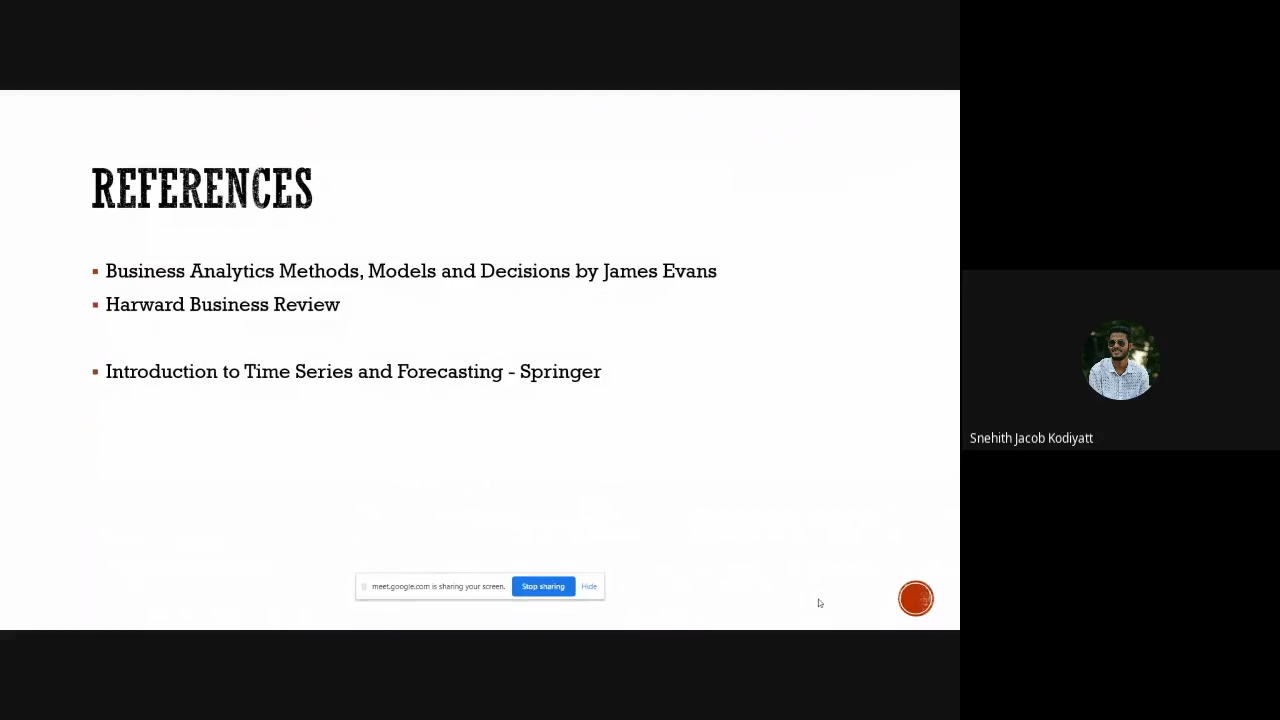 REFERENCES
Business Analytics Methods, Models and Decisions by James Evans
Harward Business Review
Introduction to Time Series and Forecasting - Springer
meet.google.com is sharing your screen. Stop sharing Hide
Snehith Jacob Kodiyatt